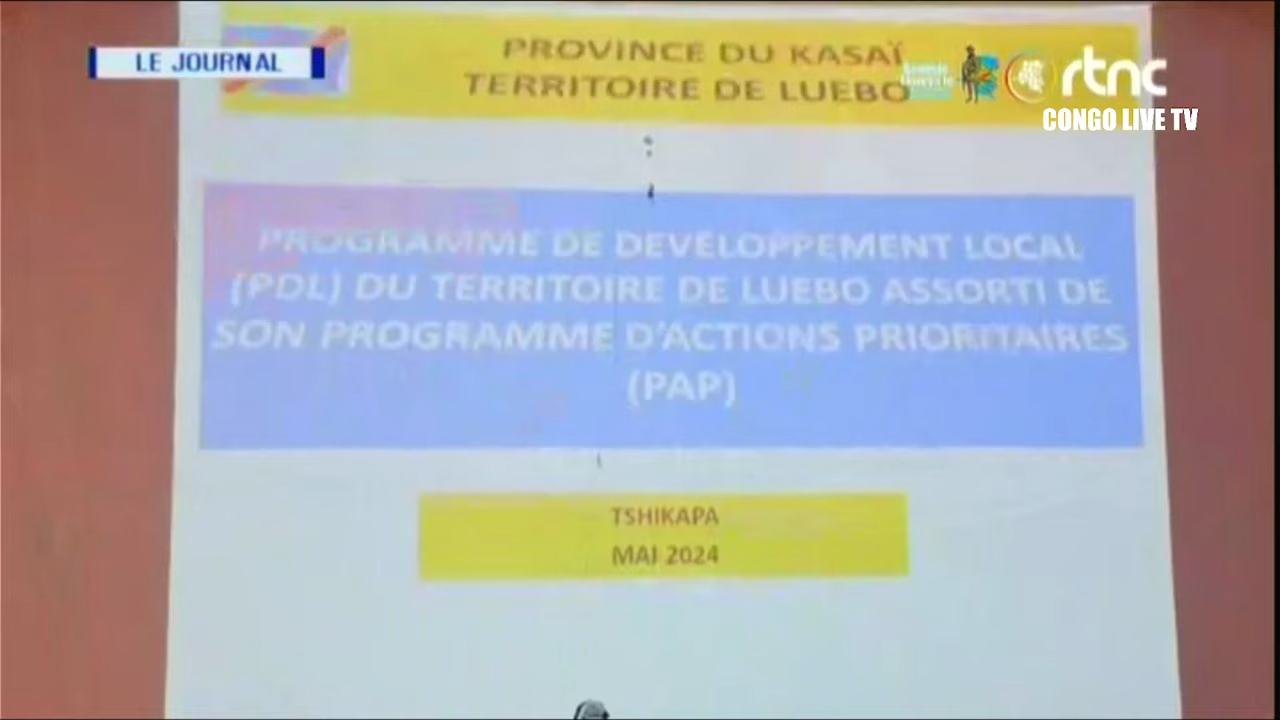 LE JOURNAL
PROVINCE DU KASAÏ
TERRITOIRE DE LUEBO
rtnc
CONGO LIVE TV
PROGRAMME DE DEVELOPPEMENT LOCAL
(PDL) DU TERRITOIRE DE LUEBO ASSORTI DE
SON PROGRAMME D'ACTIONS PRIORITAIRES
(PAP)
TSHIKAPA
MAI 2024